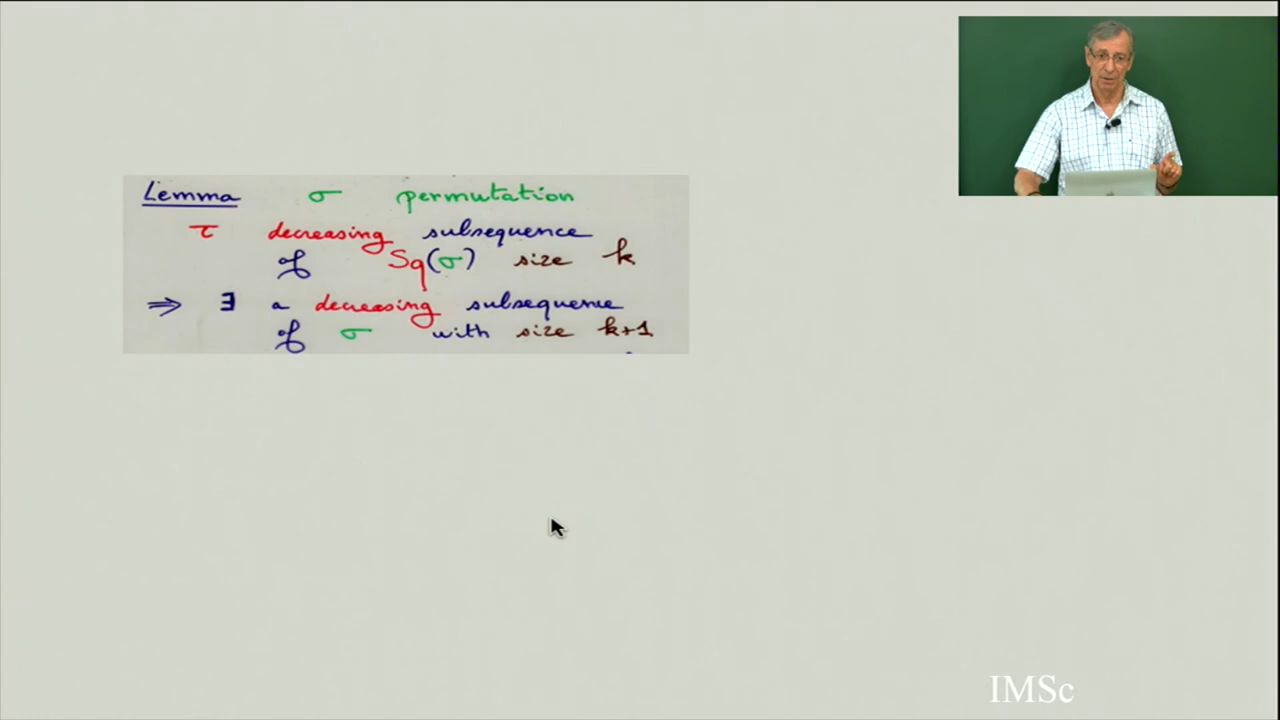 Lemma σ permutation
τ decreasing subsequence
of Sq(σ) size k
⇒ ∃ a decreasing subsequence
of σ with size k+1
IMSc